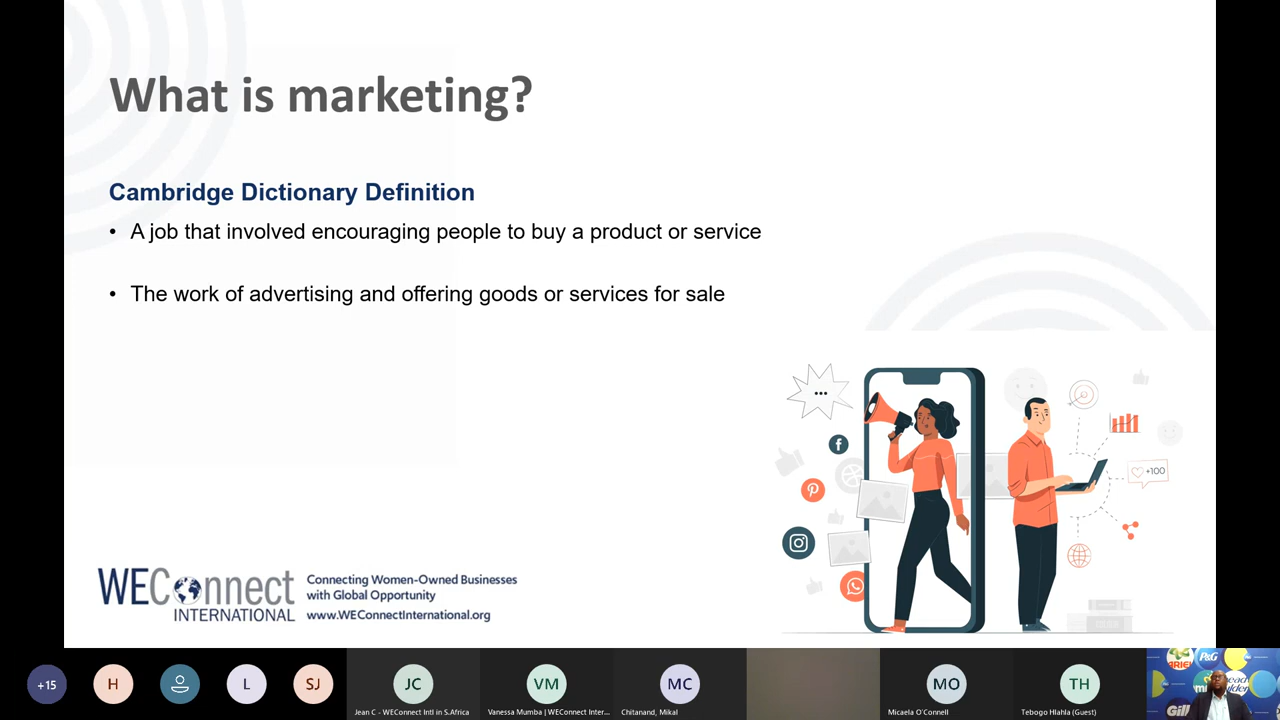 What is marketing?
Cambridge Dictionary Definition
• A job that involved encouraging people to buy a product or service
• The work of advertising and offering goods or services for sale
+100
WEConnect
INTERNATIONAL
Connecting Women-Owned Businesses
with Global Opportunity
www.WEConnectInternational.org
+15
H
L
SJ
JC
VM
MC
MO
TH
Jean C - WEConnect Intl in S.Africa
Vanessa Mumba | WEConnect Inter...
Chitanand, Mikal
Micaela O'Connell
Tebogo Hlahla (Guest)
ARIEL
P&G
Gill